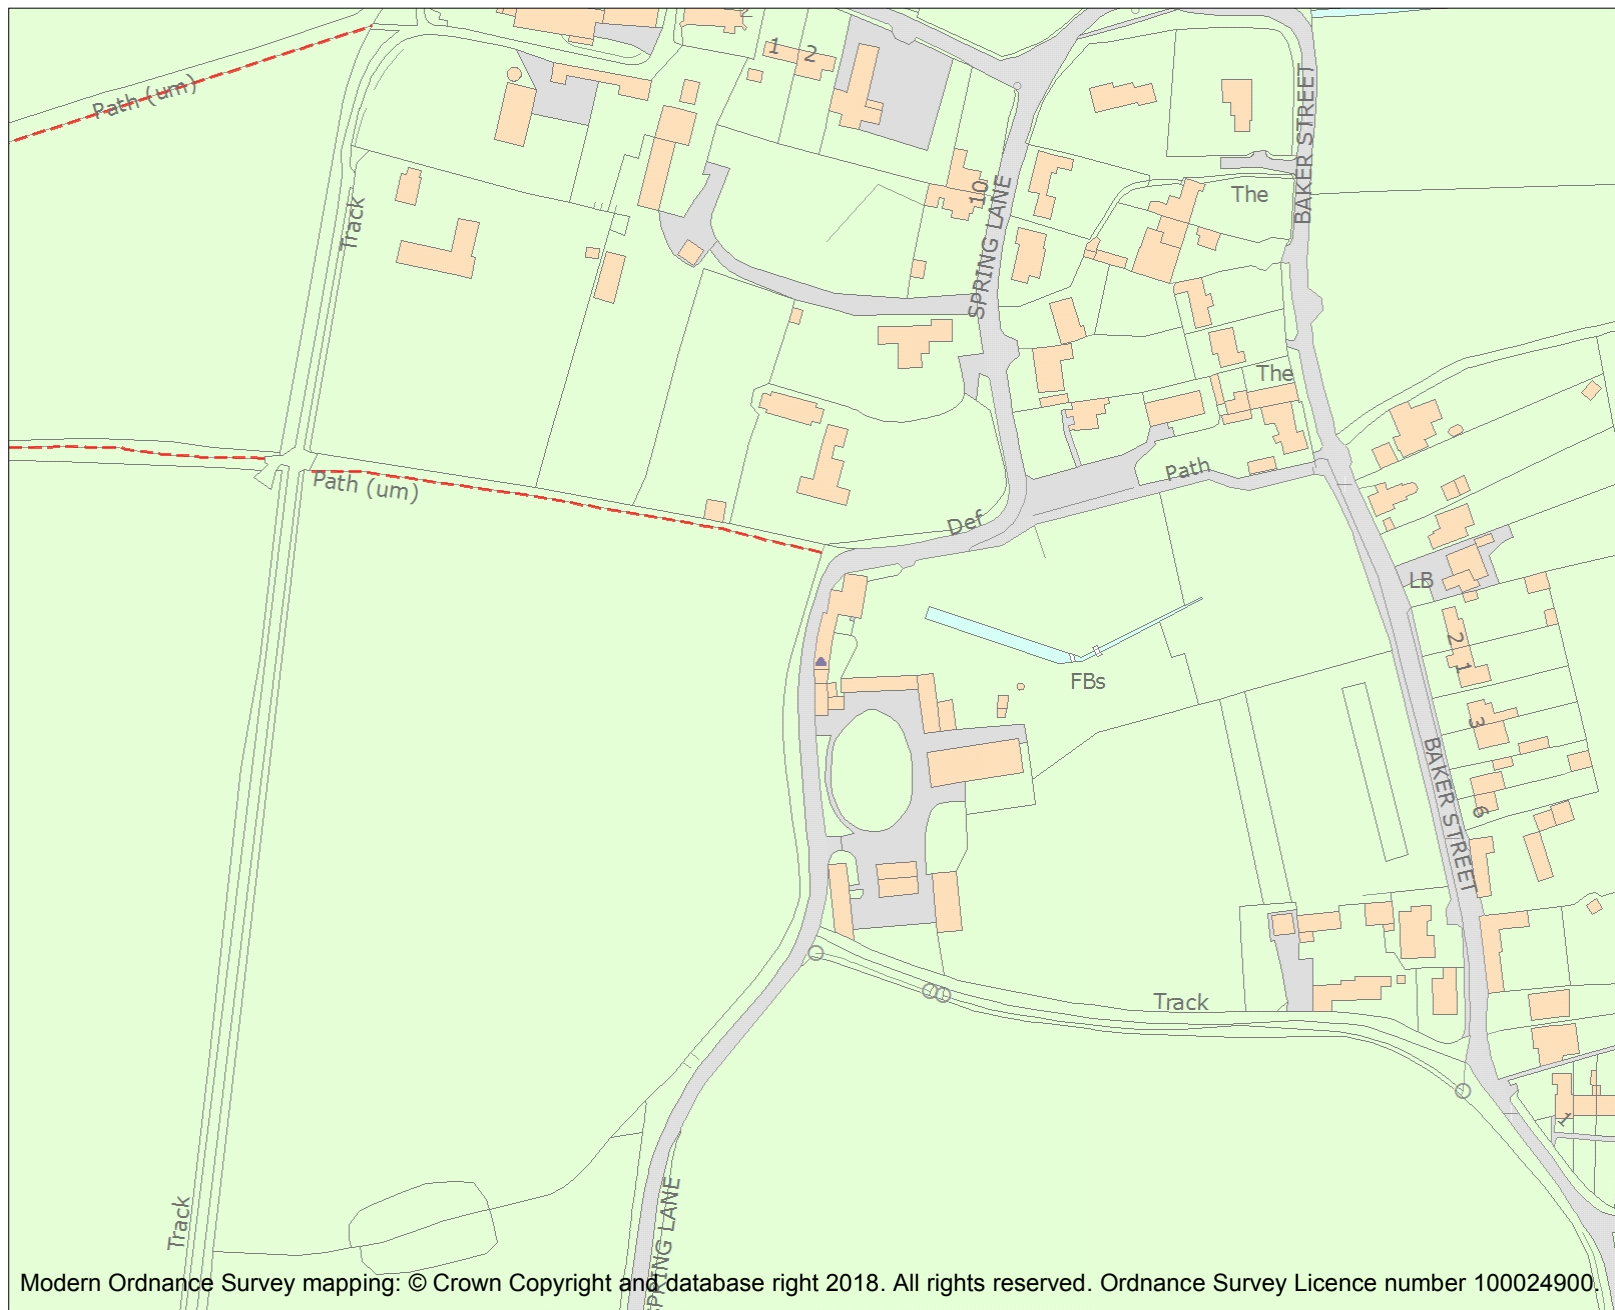 1 2
Path (um)
BAKER STREET
Track
10
SPRING LANE
The
The
Path
Path (um)
Def
LB
2
1
FBs
3
BAKER STREET
6
Track
1
Track
SPRING LANE
Modern Ordnance Survey mapping: © Crown Copyright and database right 2018. All rights reserved. Ordnance Survey Licence number 100024900.